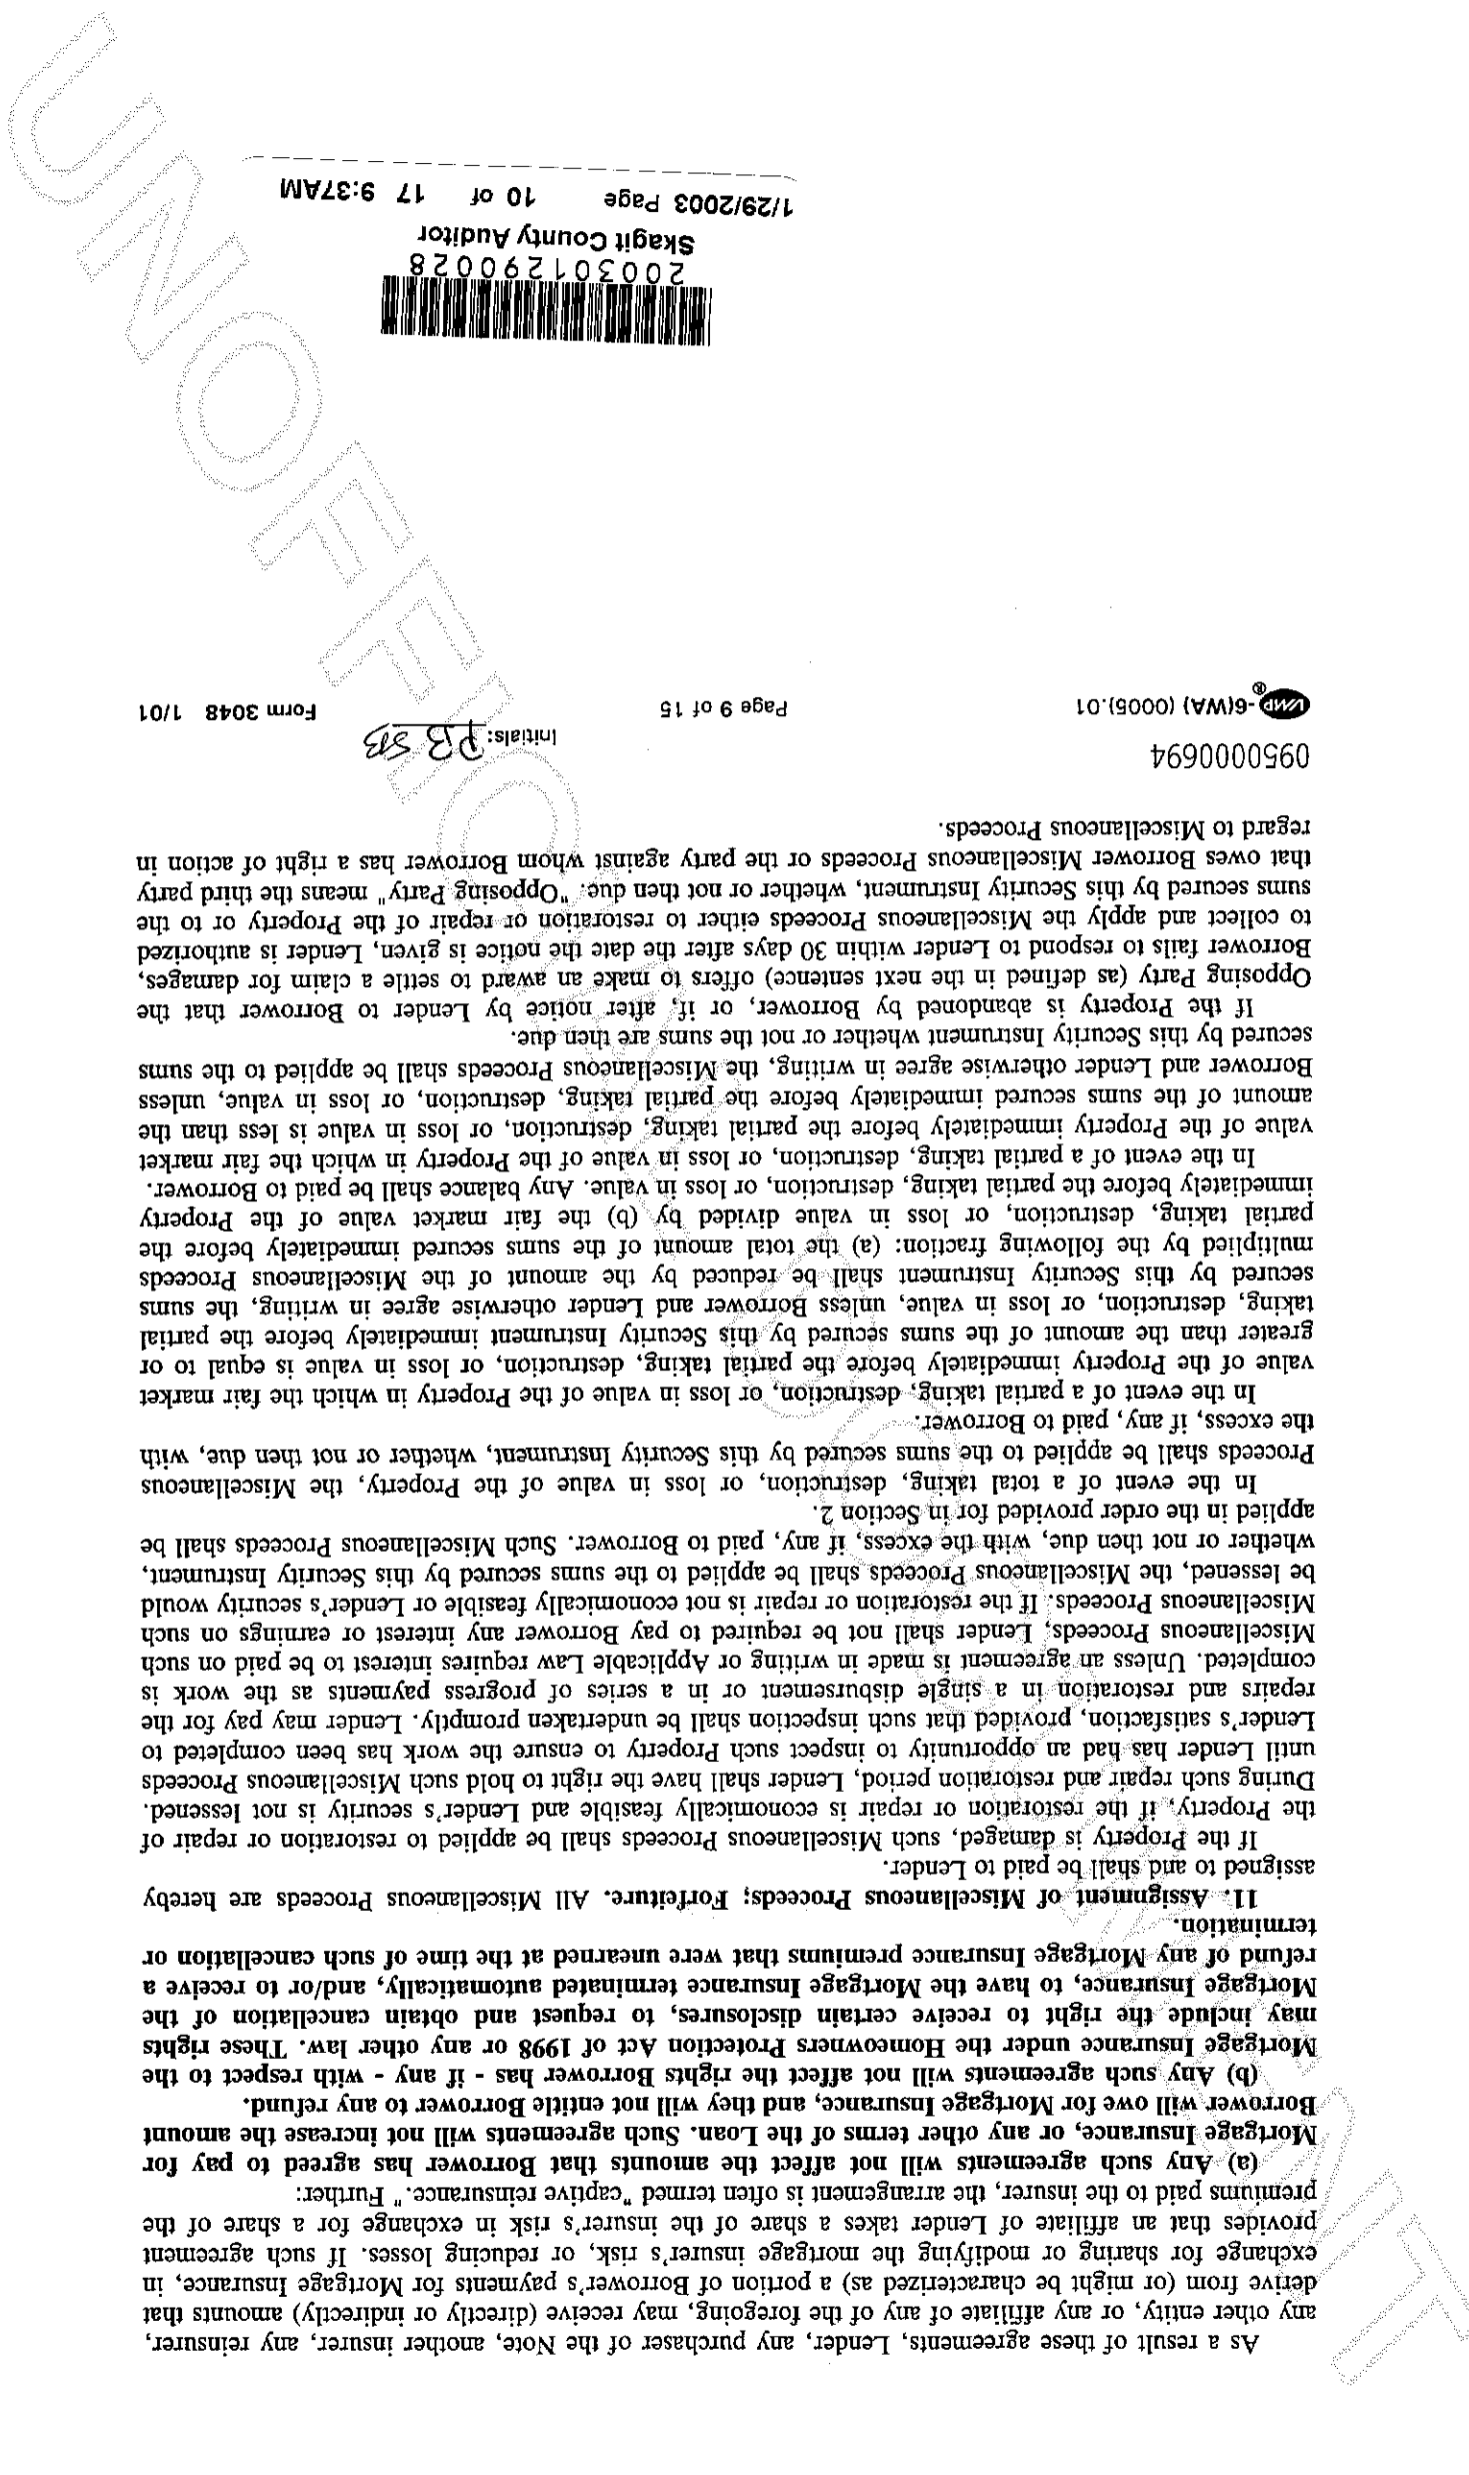 As a result of these agreements, Lender, any purchaser of the Note, another insurer, any reinsurer,
any other entity, or any affiliate of any of the foregoing, may receive (directly or indirectly) amounts that
derive from (or might be characterized as) a portion of Borrower's payments for Mortgage Insurance, in
exchange for sharing or modifying the mortgage insurer's risk, or reducing losses. If such agreement
provides that an affiliate of Lender takes a share of the insurer's risk in exchange for a share of the
premiums paid to the insurer, the arrangement is often termed "captive reinsurance." Further:
(a) Any such agreements will not affect the amounts that Borrower has agreed to pay for
Mortgage Insurance, or any other terms of the Loan. Such agreements will not increase the amount
Borrower will owe for Mortgage Insurance, and they will not entitle Borrower to any refund.
(b) Any such agreements will not affect the rights Borrower has - if any - with respect to the
Mortgage Insurance under the Homeowners Protection Act of 1998 or any other law. These rights
may include the right to receive certain disclosures, to request and obtain cancellation of the
Mortgage Insurance, to have the Mortgage Insurance terminated automatically, and/or to receive a
refund of any Mortgage Insurance premiums that were unearned at the time of such cancellation or
termination.
11. Assignment of Miscellaneous Proceeds; Forfeiture. All Miscellaneous Proceeds are hereby
assigned to and shall be paid to Lender.
If the Property is damaged, such Miscellaneous Proceeds shall be applied to restoration or repair of
the Property, if the restoration or repair is economically feasible and Lender's security is not lessened.
During such repair and restoration period, Lender shall have the right to hold such Miscellaneous Proceeds
until Lender has had an opportunity to inspect such Property to ensure the work has been completed to
Lender's satisfaction, provided that such inspection shall be undertaken promptly. Lender may pay for the
repairs and restoration in a single disbursement or in a series of progress payments as the work is
completed. Unless an agreement is made in writing or Applicable Law requires interest to be paid on such
Miscellaneous Proceeds, Lender shall not be required to pay Borrower any interest or earnings on such
Miscellaneous Proceeds. If the restoration or repair is not economically feasible or Lender's security would
be lessened, the Miscellaneous Proceeds shall be applied to the sums secured by this Security Instrument,
whether or not then due, with the excess, if any, paid to Borrower. Such Miscellaneous Proceeds shall be
applied in the order provided for in Section 2.
In the event of a total taking, destruction, or loss in value of the Property, the Miscellaneous
Proceeds shall be applied to the sums secured by this Security Instrument, whether or not then due, with
the excess, if any, paid to Borrower.
In the event of a partial taking, destruction, or loss in value of the Property in which the fair market
value of the Property immediately before the partial taking, destruction, or loss in value is equal to or
greater than the amount of the sums secured by this Security Instrument immediately before the partial
taking, destruction, or loss in value, unless Borrower and Lender otherwise agree in writing, the sums
secured by this Security Instrument shall be reduced by the amount of the Miscellaneous Proceeds
multiplied by the following fraction: (a) the total amount of the sums secured immediately before the
partial taking, destruction, or loss in value divided by (b) the fair market value of the Property
immediately before the partial taking, destruction, or loss in value. Any balance shall be paid to Borrower.
In the event of a partial taking, destruction, or loss in value of the Property in which the fair market
value of the Property immediately before the partial taking, destruction, or loss in value is less than the
amount of the sums secured immediately before the partial taking, destruction, or loss in value, unless
Borrower and Lender otherwise agree in writing, the Miscellaneous Proceeds shall be applied to the sums
secured by this Security Instrument whether or not the sums are then due.
If the Property is abandoned by Borrower, or if, after notice by Lender to Borrower that the
Opposing Party (as defined in the next sentence) offers to make an award to settle a claim for damages,
Borrower fails to respond to Lender within 30 days after the date the notice is given, Lender is authorized
to collect and apply the Miscellaneous Proceeds either to restoration or repair of the Property or to the
sums secured by this Security Instrument, whether or not then due. "Opposing Party" means the third party
that owes Borrower Miscellaneous Proceeds or the party against whom Borrower has a right of action in
regard to Miscellaneous Proceeds.
0950000694
Initials: PB SB
VMP®-6(WA) (0005).01 Page 9 of 15 Form 3048 1/01
200301290028
Skagit County Auditor
1/29/2003 Page 10 of 17 9:37AM
UNOFFICIAL DOCUMENT